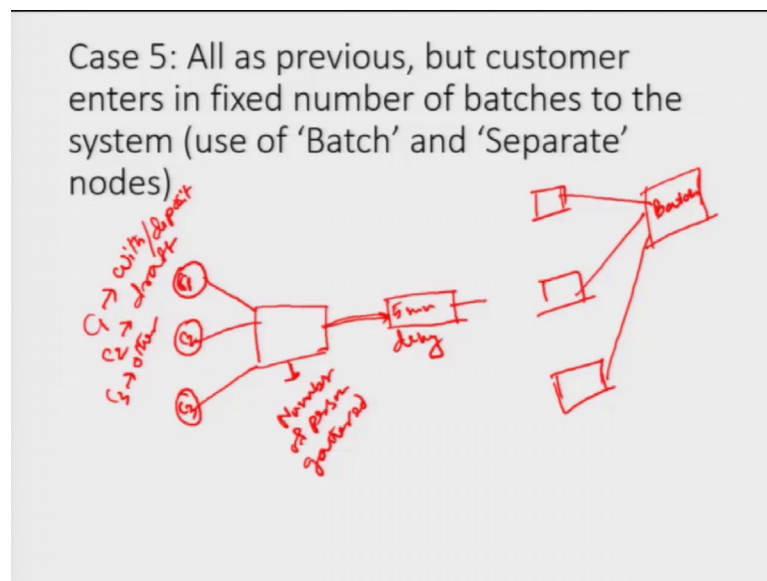 Case 5: All as previous, but customer
enters in fixed number of batches to the
system (use of 'Batch' and 'Separate'
nodes)
C1 → with/deposit
C2 → draft
C3 → other
C1
C2
C3
Number
of person
gathered
5 min
delay
Batch